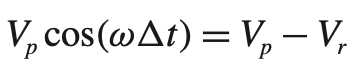 V_p cos(ωΔt) = V_p − V_r